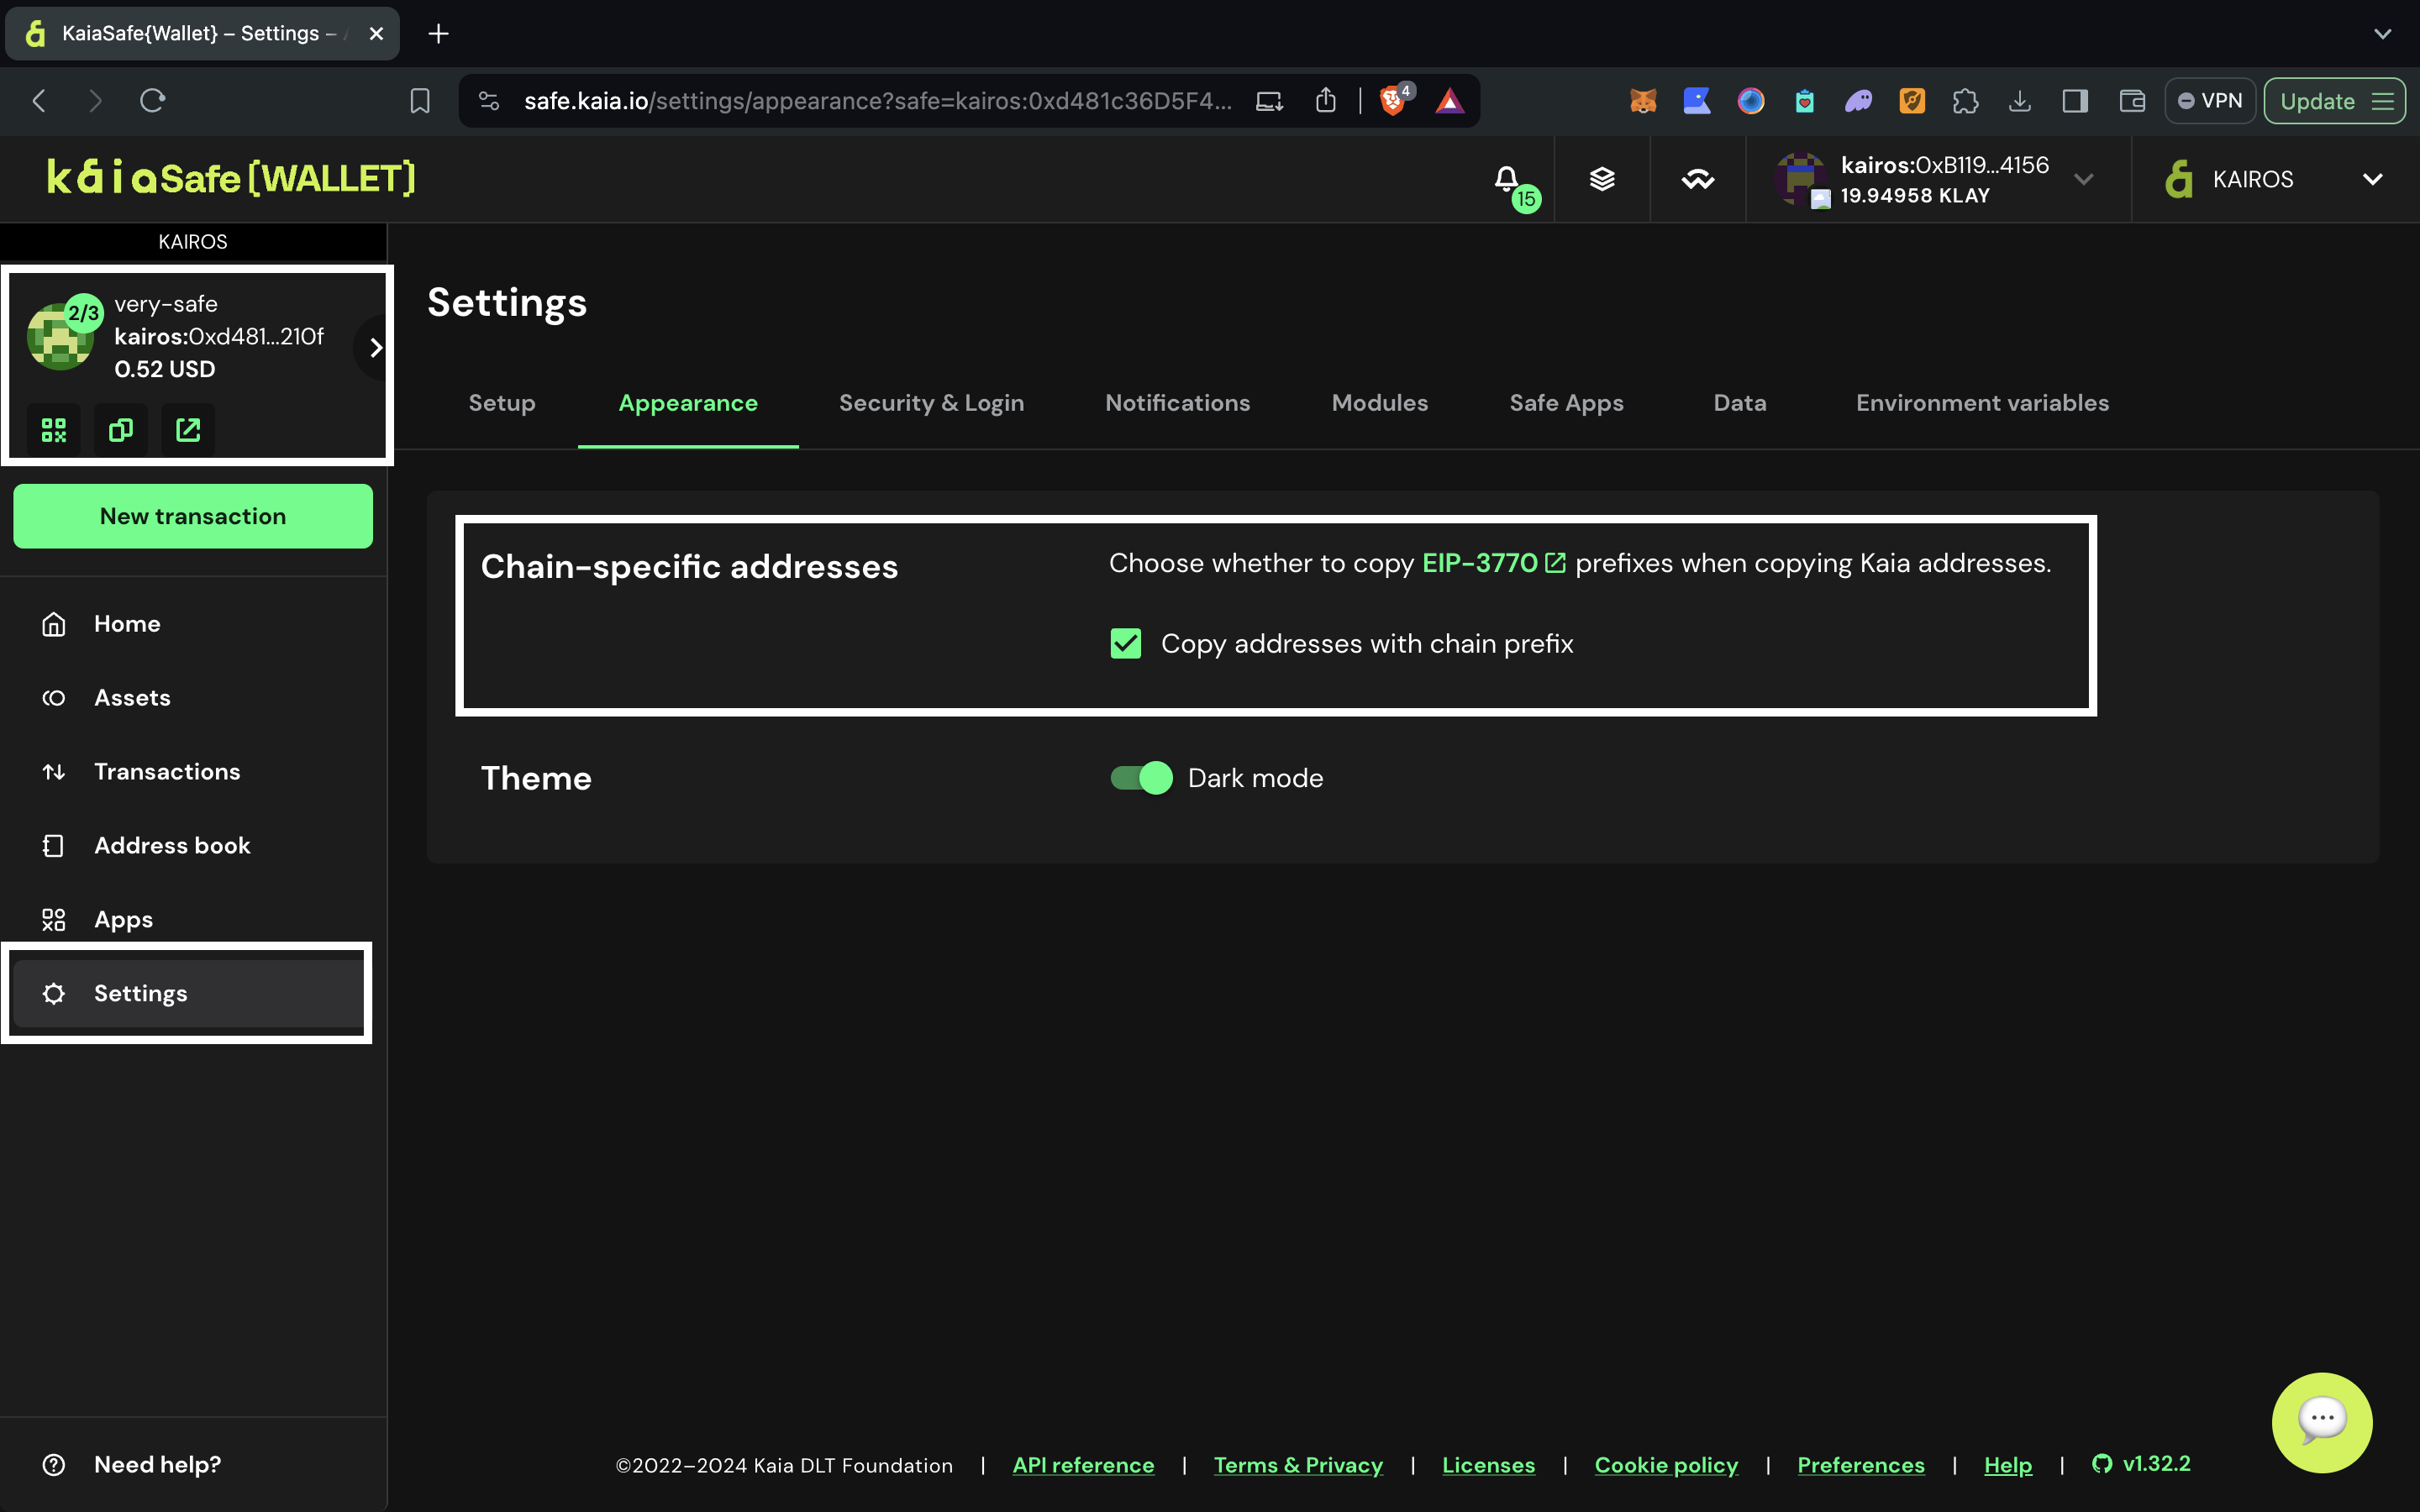 KaiaSafe{Wallet} – Settings –
safe.kaia.io/settings/appearance?safe=kairos:0xd481c36D5F4...
4
VPN
Update
kaiaSafe[WALLET]
15
kairos:0xB119...4156
19.94958 KLAY
KAIROS
KAIROS
2/3
very-safe
kairos:0xd481...210f
0.52 USD
New transaction
Home
Assets
Transactions
Address book
Apps
Settings
Need help?
Settings
Setup
Appearance
Security & Login
Notifications
Modules
Safe Apps
Data
Environment variables
Chain-specific addresses
Choose whether to copy EIP-3770 prefixes when copying Kaia addresses.
Copy addresses with chain prefix
Theme
Dark mode
©2022–2024 Kaia DLT Foundation | API reference | Terms & Privacy | Licenses | Cookie policy | Preferences | Help | v1.32.2